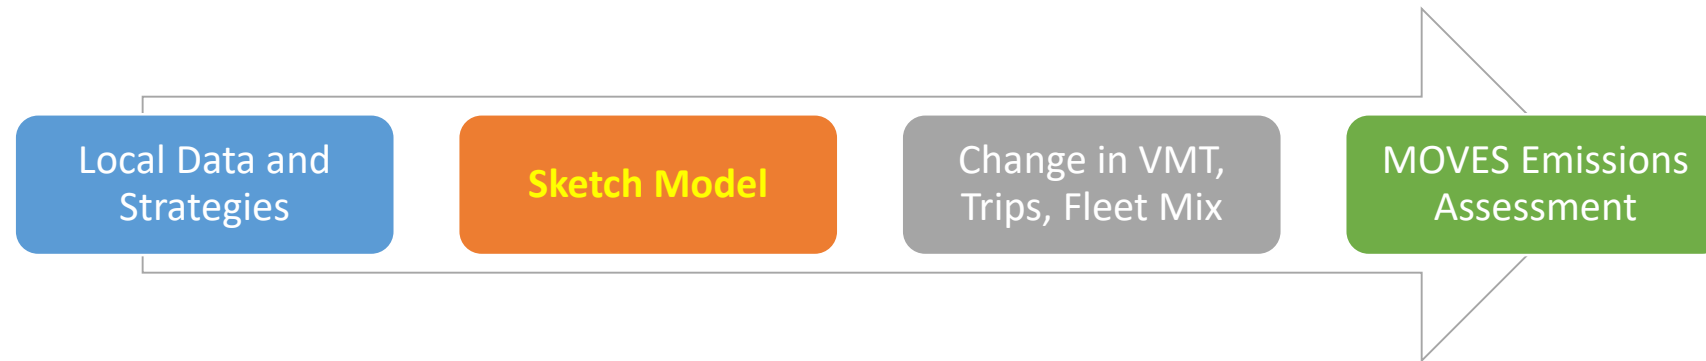 Local Data and
Strategies
Sketch Model
Change in VMT,
Trips, Fleet Mix
MOVES Emissions
Assessment